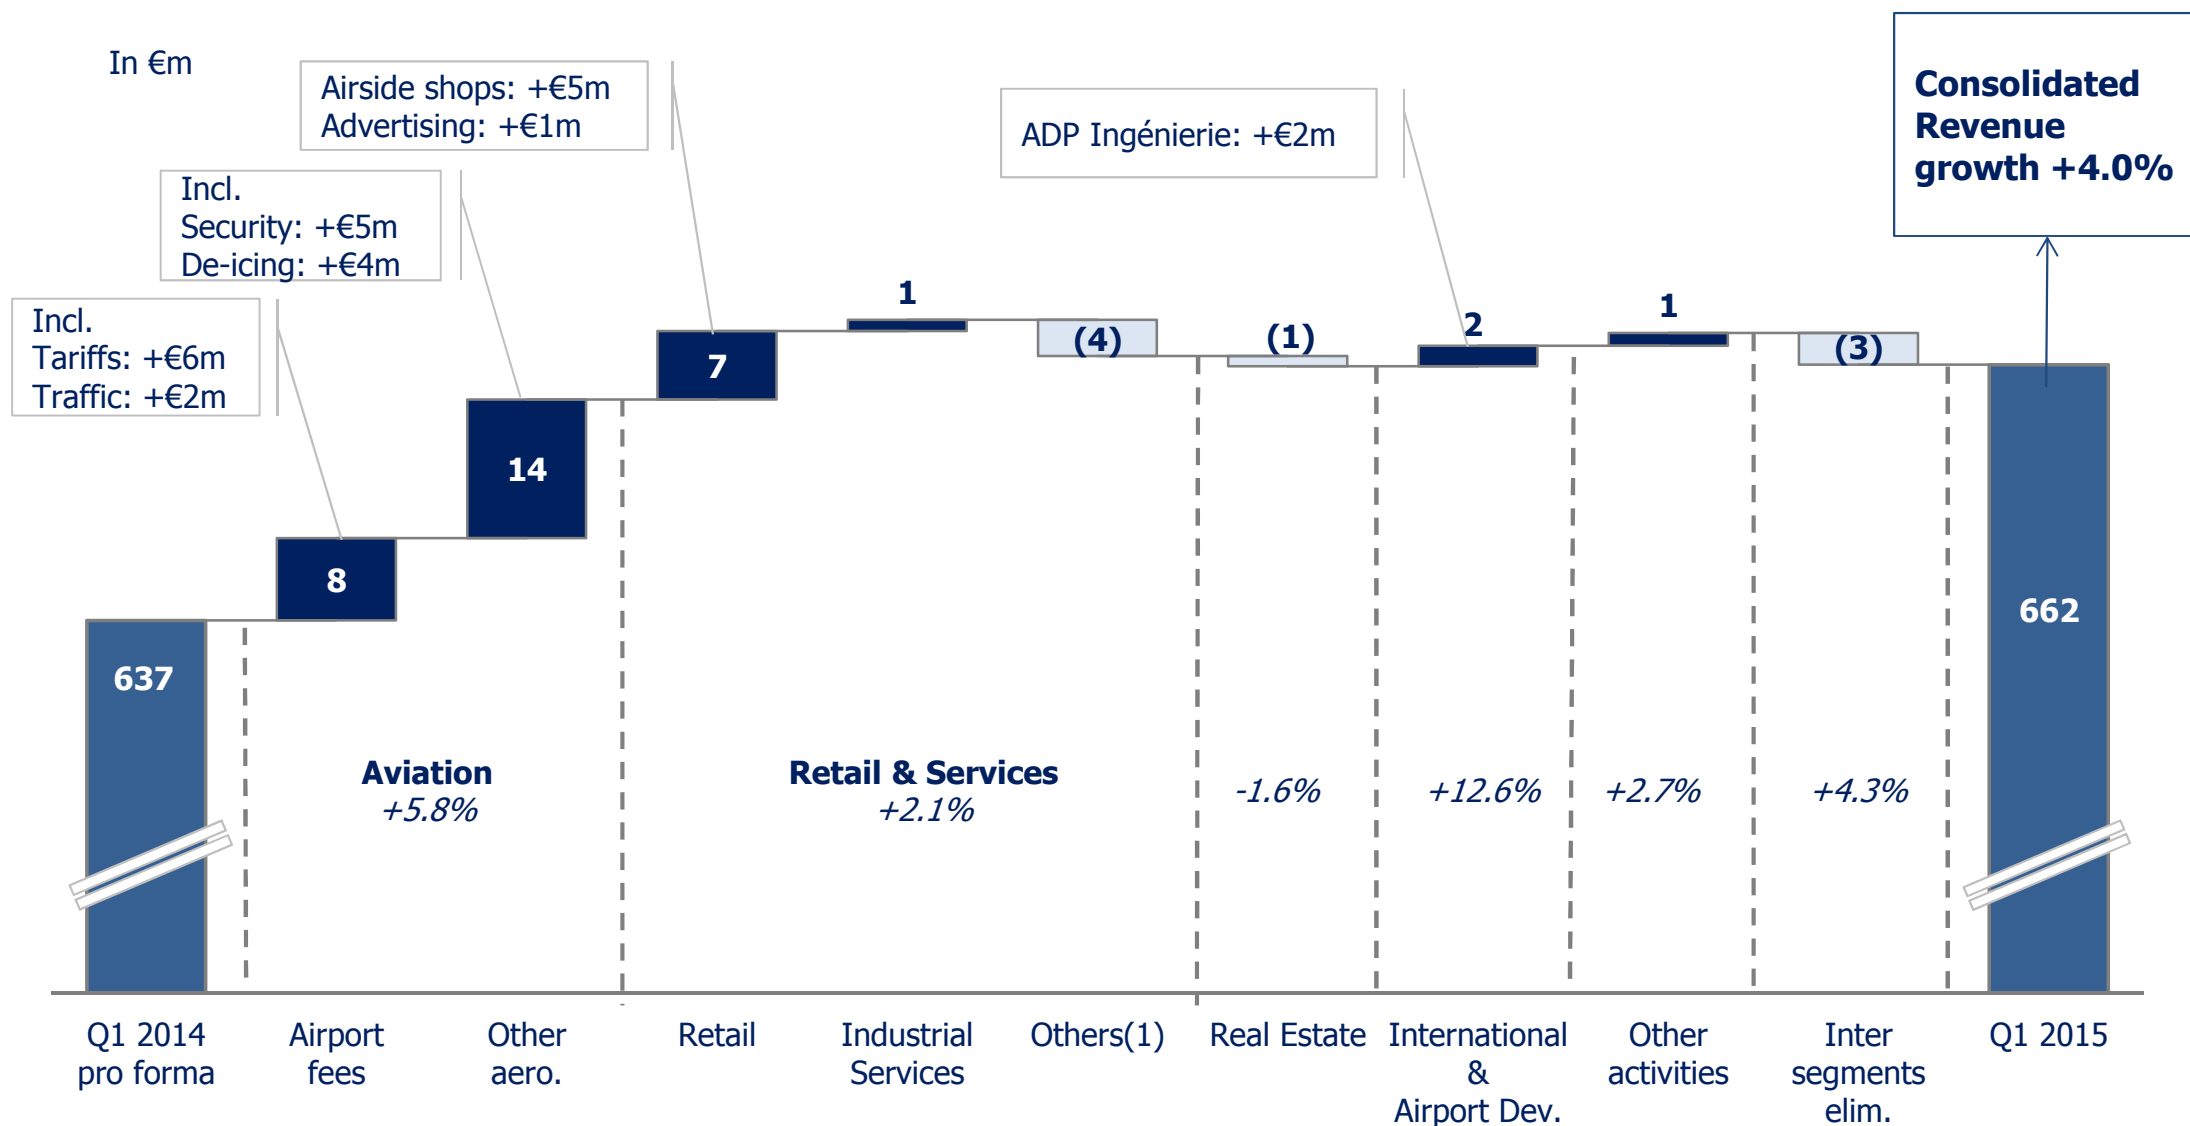 In €m
Airside shops: +€5m
Advertising: +€1m
ADP Ingénierie: +€2m
Consolidated
Revenue
growth +4.0%
Incl.
Security: +€5m
De-icing: +€4m
Incl.
Tariffs: +€6m
Traffic: +€2m
637
8
14
7
1
(4)
(1)
2
1
(3)
662
Aviation
+5.8%
Retail & Services
+2.1%
-1.6%
+12.6%
+2.7%
+4.3%
Q1 2014
pro forma
Airport
fees
Other
aero.
Retail
Industrial
Services
Others(1)
Real Estate
International
&
Airport Dev.
Other
activities
Inter
segments
elim.
Q1 2015